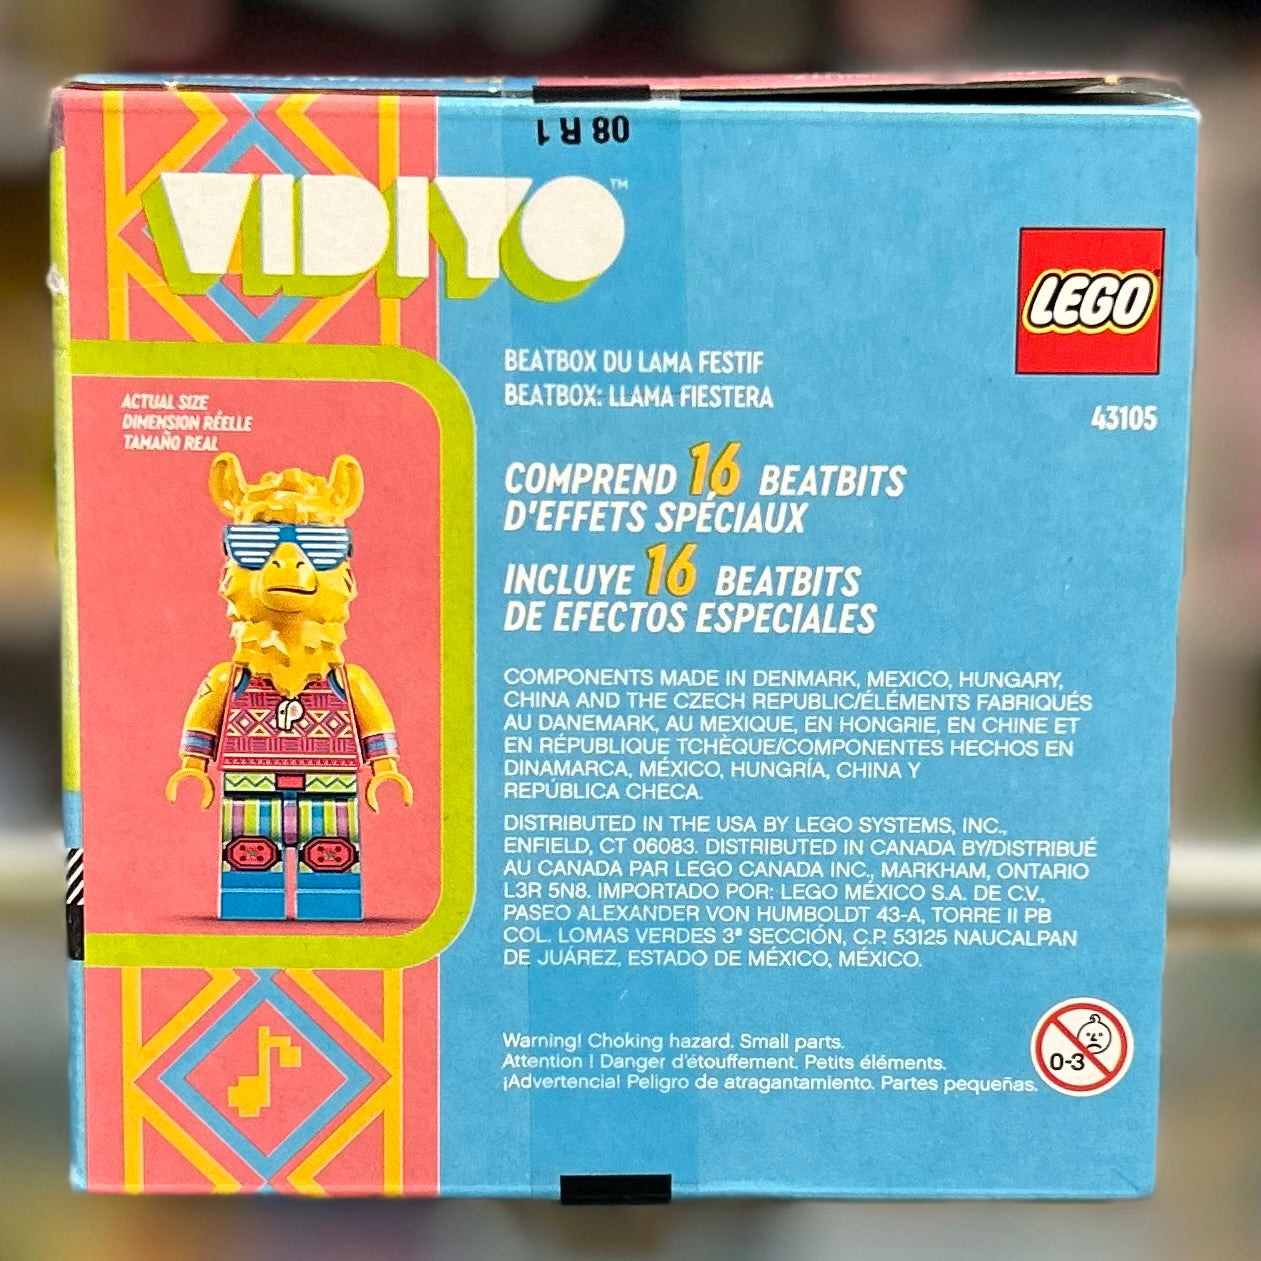 08 R 1
VIDIYO™
LEGO
BEATBOX DU LAMA FESTIF
BEATBOX: LLAMA FIESTERA
43105
ACTUAL SIZE
DIMENSION RÉELLE
TAMAÑO REAL
COMPREND 16 BEATBITS
D'EFFETS SPÉCIAUX
INCLUYE 16 BEATBITS
DE EFECTOS ESPECIALES
COMPONENTS MADE IN DENMARK, MEXICO, HUNGARY,
CHINA AND THE CZECH REPUBLIC/ÉLÉMENTS FABRIQUÉS
AU DANEMARK, AU MEXIQUE, EN HONGRIE, EN CHINE ET
EN RÉPUBLIQUE TCHÈQUE/COMPONENTES HECHOS EN
DINAMARCA, MÉXICO, HUNGRÍA, CHINA Y
REPÚBLICA CHECA.
DISTRIBUTED IN THE USA BY LEGO SYSTEMS, INC.,
ENFIELD, CT 06083. DISTRIBUTED IN CANADA BY/DISTRIBUÉ
AU CANADA PAR LEGO CANADA INC., MARKHAM, ONTARIO
L3R 5N8. IMPORTADO POR: LEGO MÉXICO S.A. DE C.V.,
PASEO ALEXANDER VON HUMBOLDT 43-A, TORRE II PB
COL. LOMAS VERDES 3ª SECCIÓN, C.P. 53125 NAUCALPAN
DE JUÁREZ, ESTADO DE MÉXICO, MÉXICO.
Warning! Choking hazard. Small parts.
Attention ! Danger d'étouffement. Petits éléments.
¡Advertencia! Peligro de atragantamiento. Partes pequeñas.
0-3